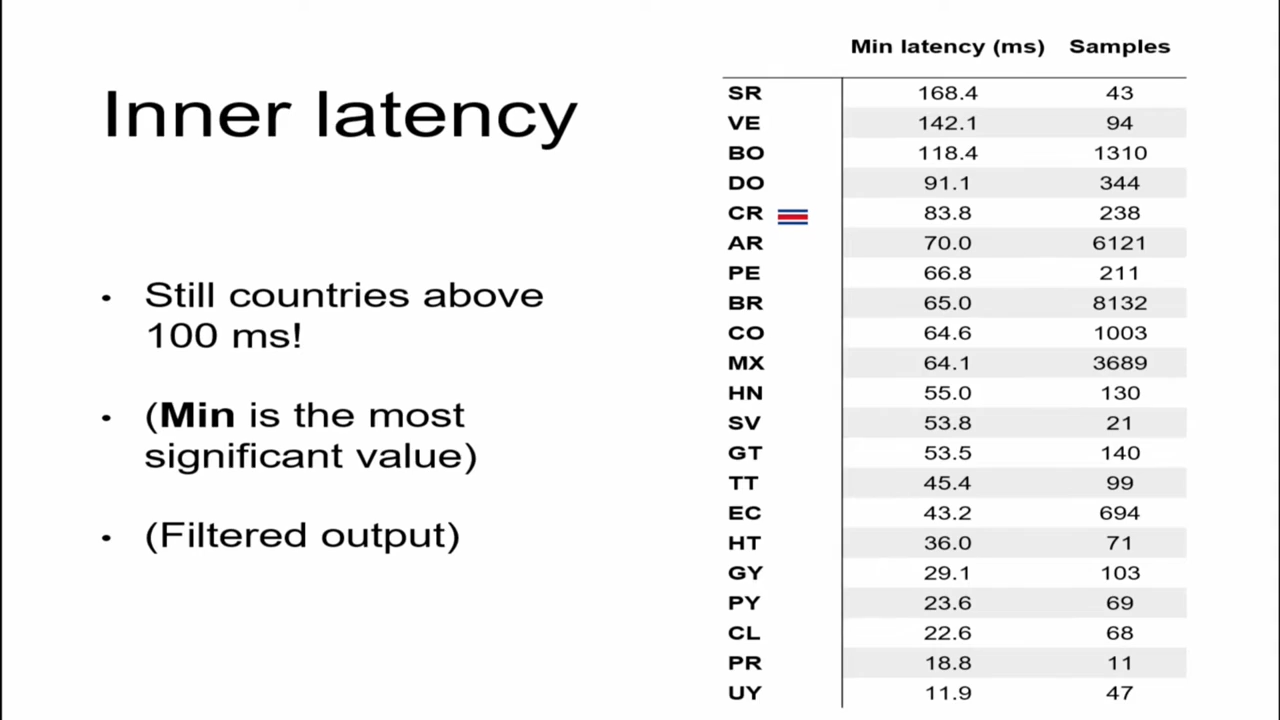 Inner latency
• Still countries above
100 ms!
• (Min is the most
significant value)
• (Filtered output)
Min latency (ms) Samples
SR 168.4 43
VE 142.1 94
BO 118.4 1310
DO 91.1 344
CR 83.8 238
AR 70.0 6121
PE 66.8 211
BR 65.0 8132
CO 64.6 1003
MX 64.1 3689
HN 55.0 130
SV 53.8 21
GT 53.5 140
TT 45.4 99
EC 43.2 694
HT 36.0 71
GY 29.1 103
PY 23.6 69
CL 22.6 68
PR 18.8 11
UY 11.9 47